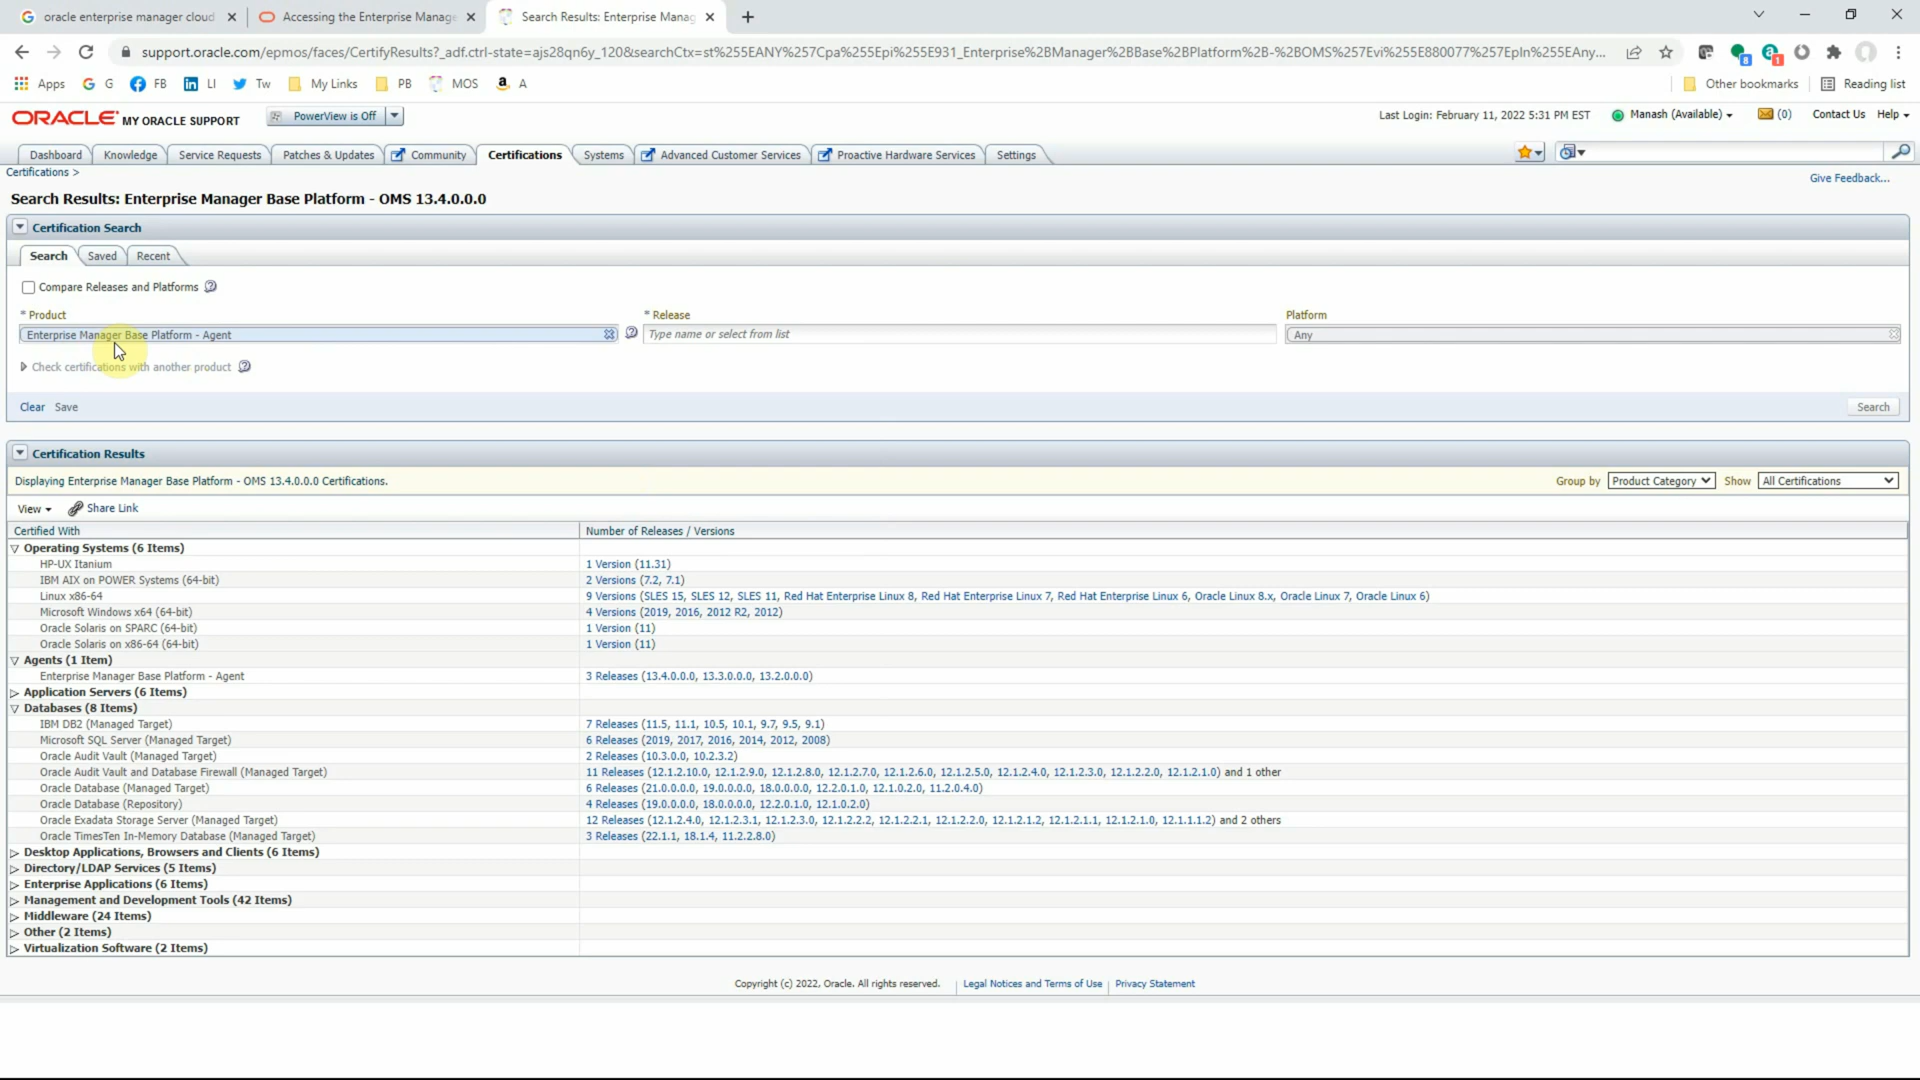 oracle enterprise manager cloud
Accessing the Enterprise Manage
Search Results: Enterprise Manag
support.oracle.com/epmos/faces/CertifyResults?_adf.ctrl-state=ajs28qn6y_120&searchCtx=st%255EANY%257Cpa%255Epi%255E931_Enterprise%2BManager%2BBase%2BPlatform%2B-%2BOMS%257Evi%255E880077%257Epln%255EAny...
8
1
Apps G FB LI Tw My Links PB MOS A Other bookmarks Reading list
ORACLE MY ORACLE SUPPORT PowerView is Off Last Login: February 11, 2022 5:31 PM EST Manash (Available) (0) Contact Us Help
Dashboard Knowledge Service Requests Patches & Updates Community Certifications Systems Advanced Customer Services Proactive Hardware Services Settings
Certifications >
Give Feedback...
Search Results: Enterprise Manager Base Platform - OMS 13.4.0.0.0
Certification Search
Search Saved Recent
Compare Releases and Platforms
* Product * Release Platform
Enterprise Manager Base Platform - Agent Type name or select from list Any
Check certifications with another product
Clear Save Search
Certification Results
Displaying Enterprise Manager Base Platform - OMS 13.4.0.0.0 Certifications. Group by Product Category Show All Certifications
View Share Link
Certified With Number of Releases / Versions
Operating Systems (6 Items)
HP-UX Itanium 1 Version (11.31)
IBM AIX on POWER Systems (64-bit) 2 Versions (7.2, 7.1)
Linux x86-64 9 Versions (SLES 15, SLES 12, SLES 11, Red Hat Enterprise Linux 8, Red Hat Enterprise Linux 7, Red Hat Enterprise Linux 6, Oracle Linux 8.x, Oracle Linux 7, Oracle Linux 6)
Microsoft Windows x64 (64-bit) 4 Versions (2019, 2016, 2012 R2, 2012)
Oracle Solaris on SPARC (64-bit) 1 Version (11)
Oracle Solaris on x86-64 (64-bit) 1 Version (11)
Agents (1 Item)
Enterprise Manager Base Platform - Agent 3 Releases (13.4.0.0.0, 13.3.0.0.0, 13.2.0.0.0)
Application Servers (6 Items)
Databases (8 Items)
IBM DB2 (Managed Target) 7 Releases (11.5, 11.1, 10.5, 10.1, 9.7, 9.5, 9.1)
Microsoft SQL Server (Managed Target) 6 Releases (2019, 2017, 2016, 2014, 2012, 2008)
Oracle Audit Vault (Managed Target) 2 Releases (10.3.0.0, 10.2.3.2)
Oracle Audit Vault and Database Firewall (Managed Target) 11 Releases (12.1.2.10.0, 12.1.2.9.0, 12.1.2.8.0, 12.1.2.7.0, 12.1.2.6.0, 12.1.2.5.0, 12.1.2.4.0, 12.1.2.3.0, 12.1.2.2.0, 12.1.2.1.0) and 1 other
Oracle Database (Managed Target) 6 Releases (21.0.0.0.0, 19.0.0.0.0, 18.0.0.0.0, 12.2.0.1.0, 12.1.0.2.0, 11.2.0.4.0)
Oracle Database (Repository) 4 Releases (19.0.0.0.0, 18.0.0.0.0, 12.2.0.1.0, 12.1.0.2.0)
Oracle Exadata Storage Server (Managed Target) 12 Releases (12.1.2.4.0, 12.1.2.3.1, 12.1.2.3.0, 12.1.2.2.2, 12.1.2.2.1, 12.1.2.2.0, 12.1.2.1.2, 12.1.2.1.1, 12.1.2.1.0, 12.1.1.1.2) and 2 others
Oracle TimesTen In-Memory Database (Managed Target) 3 Releases (22.1.1, 18.1.4, 11.2.2.8.0)
Desktop Applications, Browsers and Clients (6 Items)
Directory/LDAP Services (5 Items)
Enterprise Applications (6 Items)
Management and Development Tools (42 Items)
Middleware (24 Items)
Other (2 Items)
Virtualization Software (2 Items)
Copyright (c) 2022, Oracle. All rights reserved. Legal Notices and Terms of Use Privacy Statement